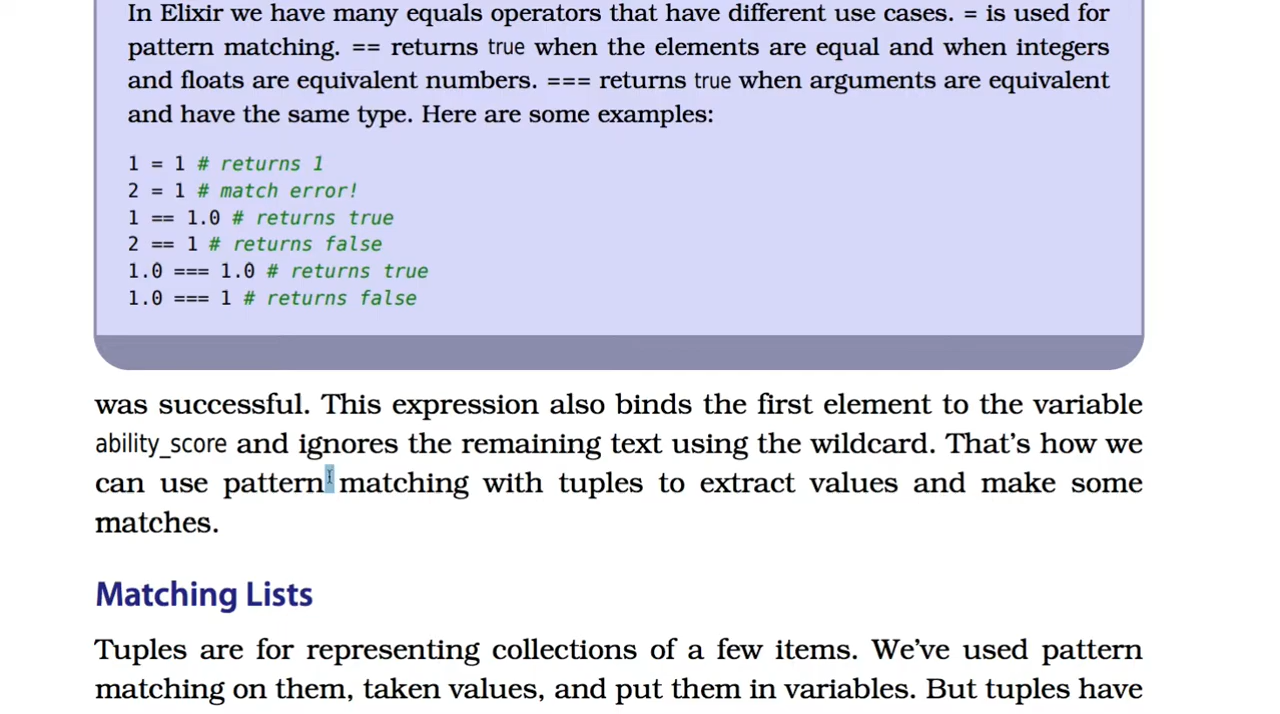 In Elixir we have many equals operators that have different use cases. = is used for
pattern matching. == returns true when the elements are equal and when integers
and floats are equivalent numbers. === returns true when arguments are equivalent
and have the same type. Here are some examples:
1 = 1 # returns 1
2 = 1 # match error!
1 == 1.0 # returns true
2 == 1 # returns false
1.0 === 1.0 # returns true
1.0 === 1 # returns false
was successful. This expression also binds the first element to the variable
ability_score and ignores the remaining text using the wildcard. That's how we
can use pattern matching with tuples to extract values and make some
matches.
Matching Lists
Tuples are for representing collections of a few items. We've used pattern
matching on them, taken values, and put them in variables. But tuples have